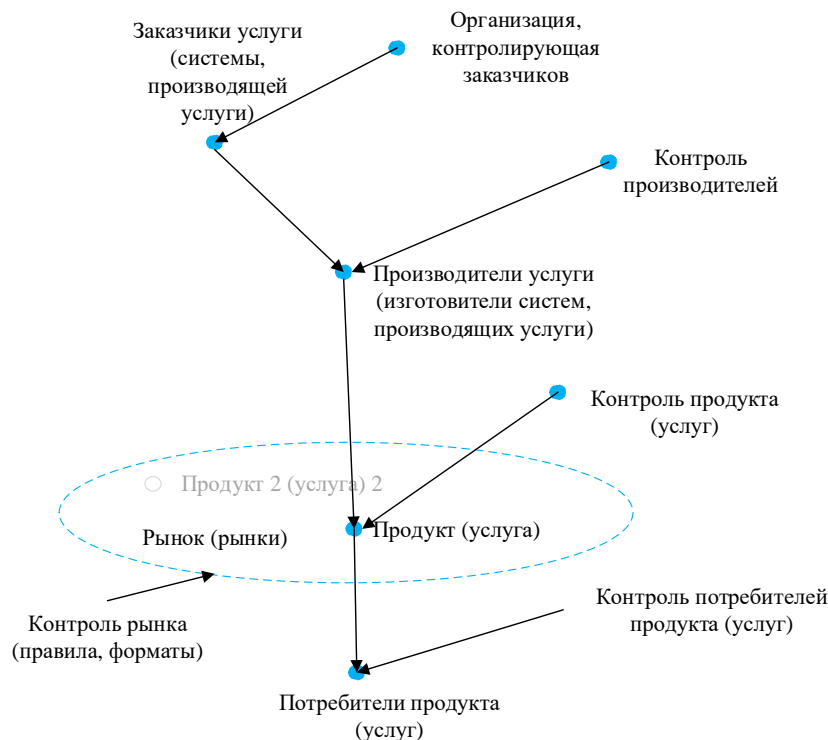 Заказчики услуги
(системы,
производящей
услуги)
Организация,
контролирующая
заказчиков
Контроль
производителей
Производители услуги
(изготовители систем,
производящих услуги)
Контроль продукта
(услуг)
Продукт 2 (услуга) 2
Рынок (рынки)
Продукт (услуга)
Контроль рынка
(правила, форматы)
Контроль потребителей
продукта (услуг)
Потребители продукта
(услуг)